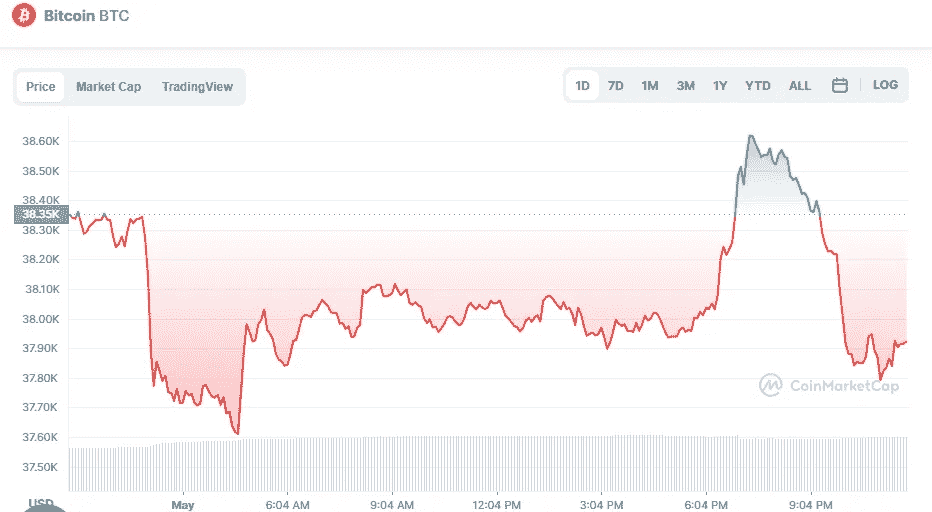 Bitcoin BTC
Price Market Cap TradingView
1D 7D 1M 3M 1Y YTD ALL LOG
38.60K
38.50K
38.40K
38.35K
38.30K
38.20K
38.10K
38.00K
37.90K
37.80K
CoinMarketCap
37.70K
37.60K
37.50K
USD
May 6:04 AM 9:04 AM 12:04 PM 3:04 PM 6:04 PM 9:04 PM